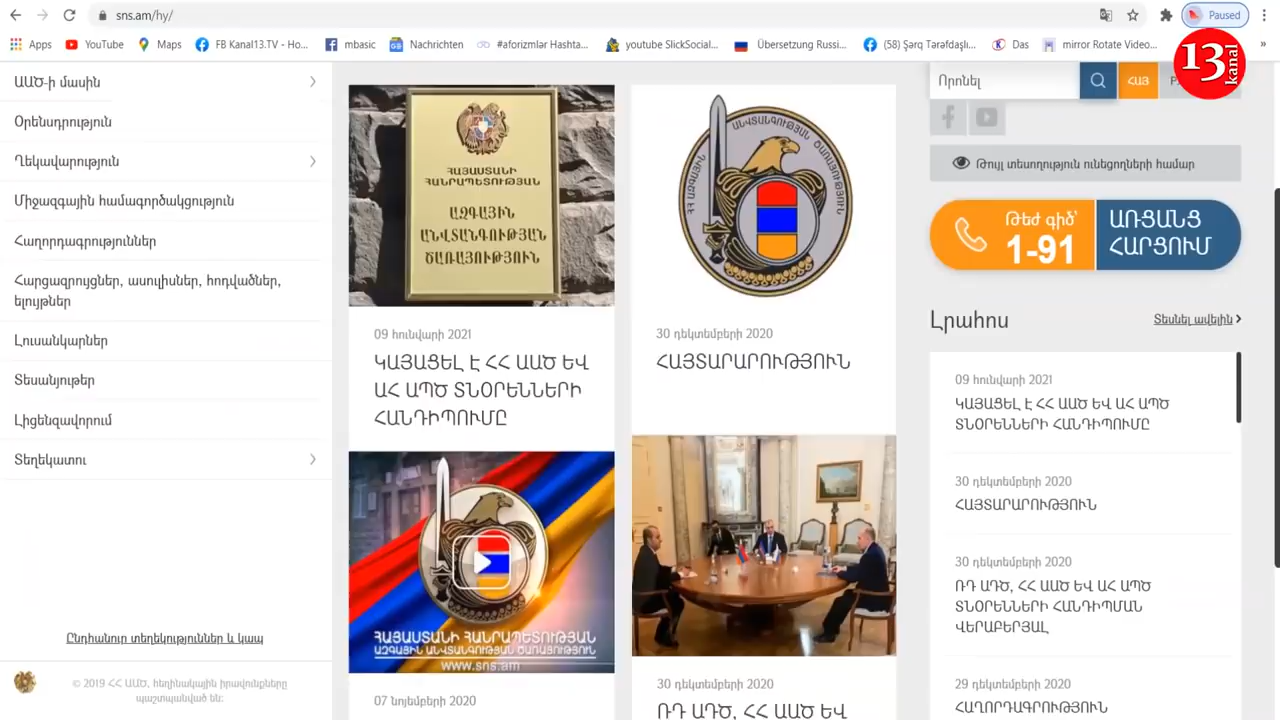 sns.am/hy/
Paused
Apps
YouTube
Maps
FB Kanal13.TV - Ho...
mbasic
Nachrichten
#aforizmlər Hashta...
youtube SlickSocial...
Übersetzung Russi...
(58) Şərq Tərəfdaşlı...
Das
mirror Rotate Video...
»
13 kanal
ԱԱԾ-ի մասին
Օրենսդրություն
Ղեկավարություն
Միջազգային համագործակցություն
Հաղորդագրություններ
Հարցազրույցներ, ասուլիսներ, հոդվածներ,
ելույթներ
Լուսանկարներ
Տեսանյութեր
Լիցենզավորում
Տեղեկատու
Ընդհանուր տեղեկություններ և կապ
© 2019 ՀՀ ԱԱԾ, հեղինակային իրավունքները
պաշտպանված են:
ՀԱՅԱՍՏԱՆԻ
ՀԱՆՐԱՊԵՏՈՒԹՅԱՆ
ԱԶԳԱՅԻՆ
ԱՆՎՏԱՆԳՈՒԹՅԱՆ
ԾԱՌԱՅՈՒԹՅՈՒՆ
09 հունվարի 2021
ԿԱՅԱՑԵԼ Է ՀՀ ԱԱԾ ԵՎ
ԱՀ ԱՊԾ ՏՆՕՐԵՆՆԵՐԻ
ՀԱՆԴԻՊՈՒՄԸ
ՀԱՅԱՍՏԱՆԻ ՀԱՆՐԱՊԵՏՈՒԹՅԱՆ
ԱԶԳԱՅԻՆ ԱՆՎՏԱՆԳՈՒԹՅԱՆ ԾԱՌԱՅՈՒԹՅՈՒՆ
www.sns.am
07 նոյեմբերի 2020
ՀՀ ԱԶԳԱՅԻՆ ԱՆՎՏԱՆԳՈՒԹՅԱՆ ԾԱՌԱՅՈՒԹՅՈՒՆ
30 դեկտեմբերի 2020
ՀԱՅՏԱՐԱՐՈՒԹՅՈՒՆ
30 դեկտեմբերի 2020
ՌԴ ԱԴԾ, ՀՀ ԱԱԾ ԵՎ
Որոնել
ՀԱՅ
Թույլ տեսողություն ունեցողների համար
Թեժ գիծ՝
1-91
ԱՌՑԱՆՑ
ՀԱՐՑՈՒՄ
Լրահոս
Տեսնել ավելին
09 հունվարի 2021
ԿԱՅԱՑԵԼ Է ՀՀ ԱԱԾ ԵՎ ԱՀ ԱՊԾ
ՏՆՕՐԵՆՆԵՐԻ ՀԱՆԴԻՊՈՒՄԸ
30 դեկտեմբերի 2020
ՀԱՅՏԱՐԱՐՈՒԹՅՈՒՆ
30 դեկտեմբերի 2020
ՌԴ ԱԴԾ, ՀՀ ԱԱԾ ԵՎ ԱՀ ԱՊԾ
ՏՆՕՐԵՆՆԵՐԻ ՀԱՆԴԻՊՄԱՆ
ՎԵՐԱԲԵՐՅԱԼ
29 դեկտեմբերի 2020
ՀԱՂՈՐԴԱԳՐՈՒԹՅՈՒՆ